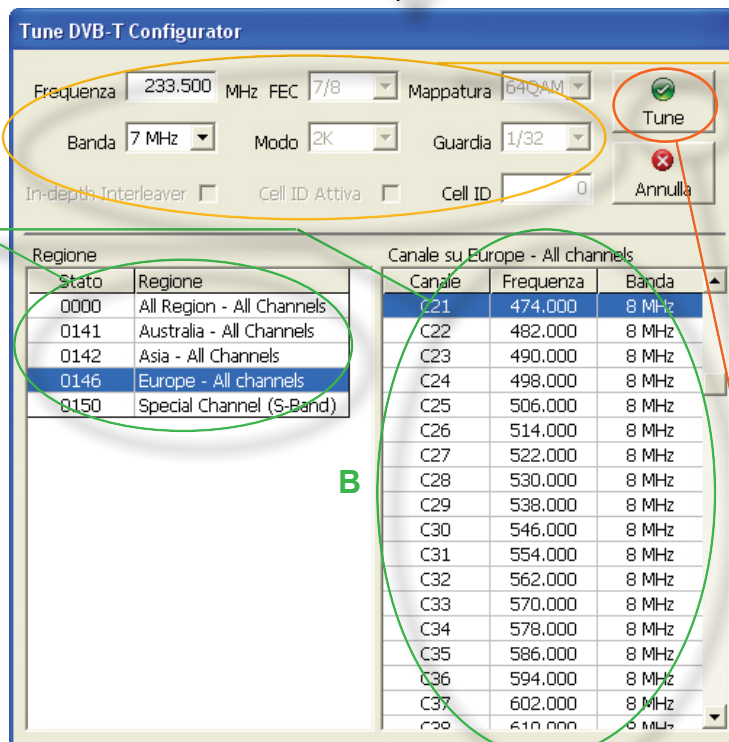 Tune DVB-T Configurator
Frequenza 233.500 MHz FEC 7/8 Mappatura 64QAM Tune
Banda 7 MHz Modo 2K Guardia 1/32
In-depth Interleaver Cell ID Attiva Cell ID 0 Annulla
Regione
Stato Regione
0000 All Region - All Channels
0141 Australia - All Channels
0142 Asia - All Channels
0146 Europe - All channels
0150 Special Channel (S-Band)
B
Canale su Europe - All channels
Canale Frequenza Banda
C21 474.000 8 MHz
C22 482.000 8 MHz
C23 490.000 8 MHz
C24 498.000 8 MHz
C25 506.000 8 MHz
C26 514.000 8 MHz
C27 522.000 8 MHz
C28 530.000 8 MHz
C29 538.000 8 MHz
C30 546.000 8 MHz
C31 554.000 8 MHz
C32 562.000 8 MHz
C33 570.000 8 MHz
C34 578.000 8 MHz
C35 586.000 8 MHz
C36 594.000 8 MHz
C37 602.000 8 MHz
C38 610.000 8 MHz